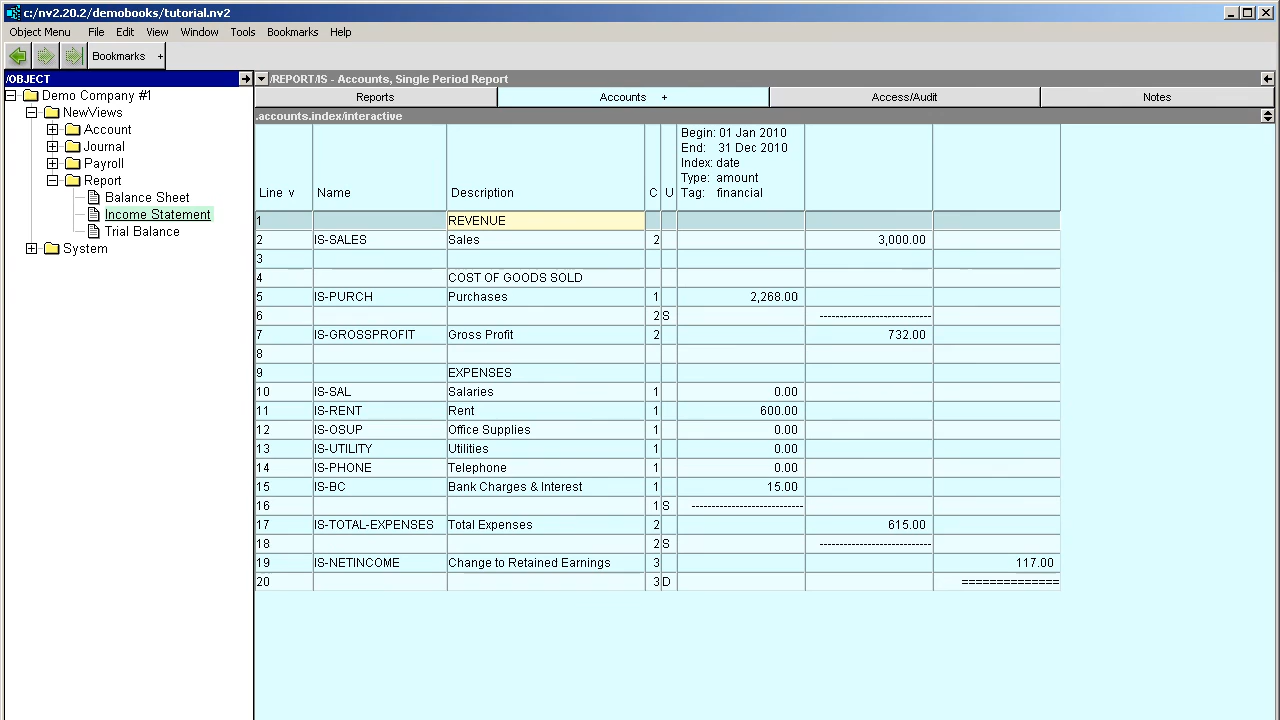 c:/nv2.20.2/demobooks/tutorial.nv2
Object Menu File Edit View Window Tools Bookmarks Help
Bookmarks +
/OBJECT
Demo Company #1
NewViews
Account
Journal
Payroll
Report
Balance Sheet
Income Statement
Trial Balance
System
/REPORT/IS - Accounts, Single Period Report
Reports Accounts + Access/Audit Notes
.accounts.index/interactive
Begin: 01 Jan 2010
End: 31 Dec 2010
Index: date
Type: amount
Line v Name Description C U Tag: financial
1 REVENUE
2 IS-SALES Sales 2 3,000.00
3
4 COST OF GOODS SOLD
5 IS-PURCH Purchases 1 2,268.00
6 2 S ---------------------------
7 IS-GROSSPROFIT Gross Profit 2 732.00
8
9 EXPENSES
10 IS-SAL Salaries 1 0.00
11 IS-RENT Rent 1 600.00
12 IS-OSUP Office Supplies 1 0.00
13 IS-UTILITY Utilities 1 0.00
14 IS-PHONE Telephone 1 0.00
15 IS-BC Bank Charges & Interest 1 15.00
16 1 S ---------------------------
17 IS-TOTAL-EXPENSES Total Expenses 2 615.00
18 2 S ---------------------------
19 IS-NETINCOME Change to Retained Earnings 3 117.00
20 3 D ==============